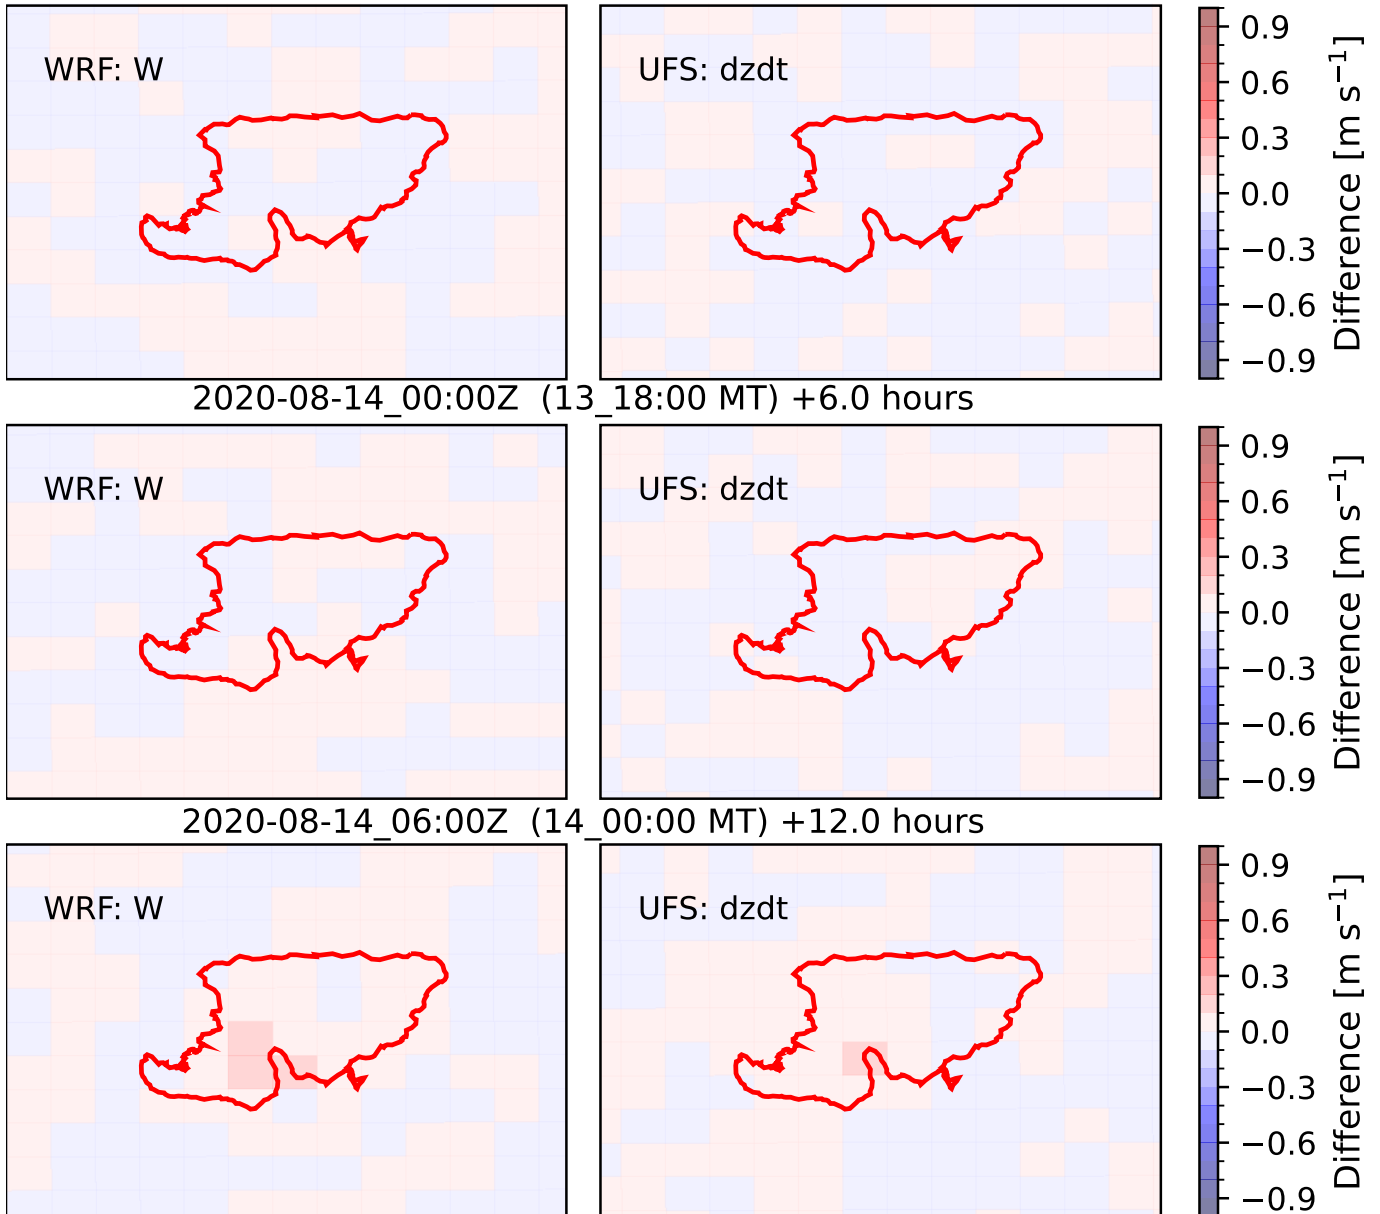 WRF: W
UFS: dzdt
0.9
0.6
0.3
0.0
−0.3
−0.6
−0.9
Difference [m s−1]
2020-08-14_00:00Z (13_18:00 MT) +6.0 hours
WRF: W
UFS: dzdt
0.9
0.6
0.3
0.0
−0.3
−0.6
−0.9
Difference [m s−1]
2020-08-14_06:00Z (14_00:00 MT) +12.0 hours
WRF: W
UFS: dzdt
0.9
0.6
0.3
0.0
−0.3
−0.6
−0.9
Difference [m s−1]